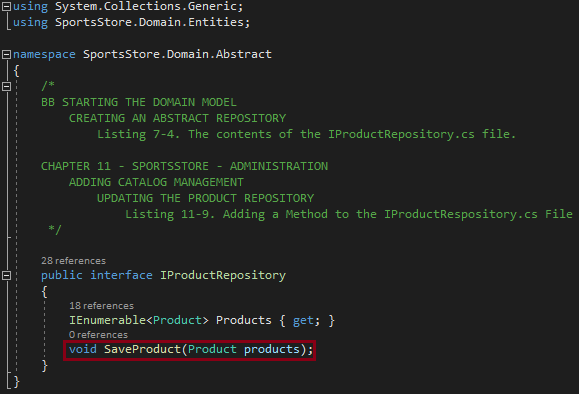 using System.Collections.Generic;
using SportsStore.Domain.Entities;
namespace SportsStore.Domain.Abstract
{
/*
BB STARTING THE DOMAIN MODEL
CREATING AN ABSTRACT REPOSITORY
Listing 7-4. The contents of the IProductRepository.cs file.
CHAPTER 11 - SPORTSSTORE - ADMINISTRATION
ADDING CATALOG MANAGEMENT
UPDATING THE PRODUCT REPOSITORY
Listing 11-9. Adding a Method to the IProductRespository.cs File
*/
28 references
public interface IProductRepository
{
18 references
IEnumerable<Product> Products { get; }
0 references
void SaveProduct(Product products);
}
}